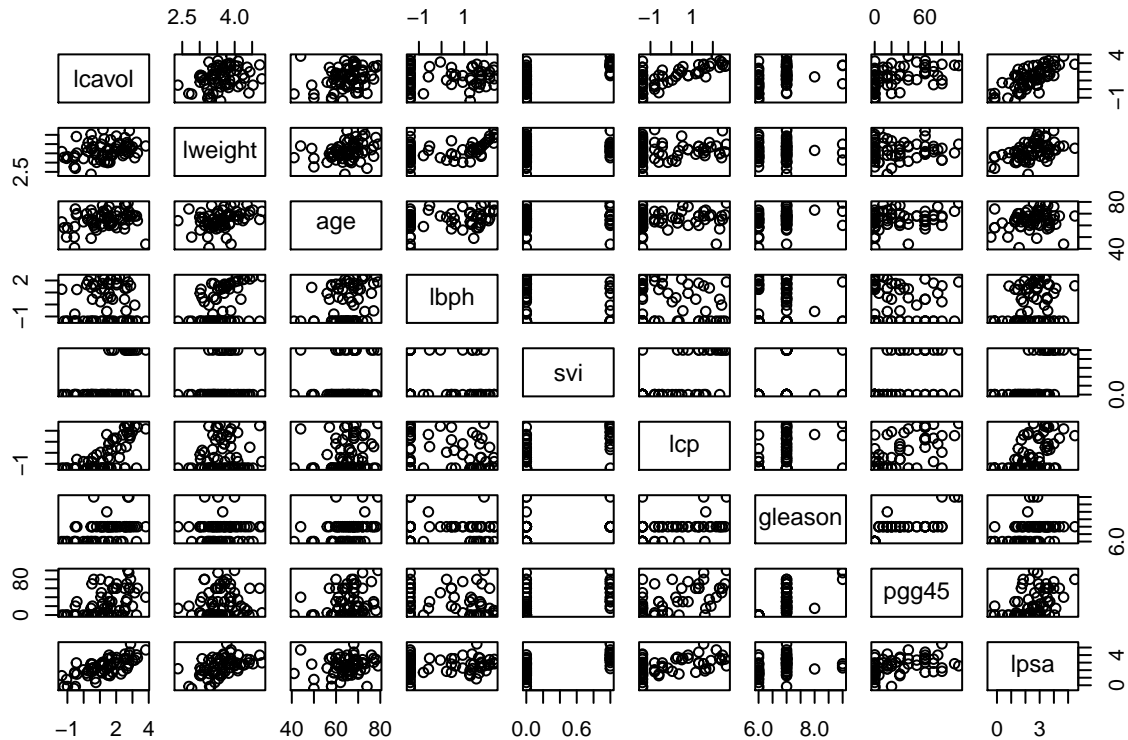 2.5 4.0 −1 1 −1 1 0 60
lcavol −1 4
2.5 lweight
age 40 80
−1 2 lbph
svi 0.0
−1 lcp
gleason 6.0
0 80 pgg45
lpsa 0 4
−1 2 4 40 60 80 0.0 0.6 6.0 8.0 0 3